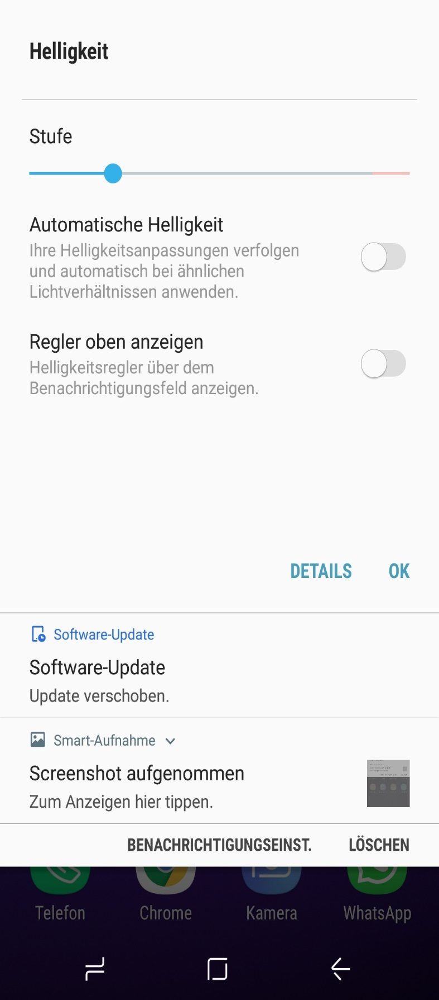 Helligkeit
Stufe
Automatische Helligkeit
Ihre Helligkeitsanpassungen verfolgen
und automatisch bei ähnlichen
Lichtverhältnissen anwenden.
Regler oben anzeigen
Helligkeitsregler über dem
Benachrichtigungsfeld anzeigen.
DETAILS OK
Software-Update
Software-Update
Update verschoben.
Smart-Aufnahme
Screenshot aufgenommen
Zum Anzeigen hier tippen.
BENACHRICHTIGUNGSEINST. LÖSCHEN
Telefon Chrome Kamera WhatsApp